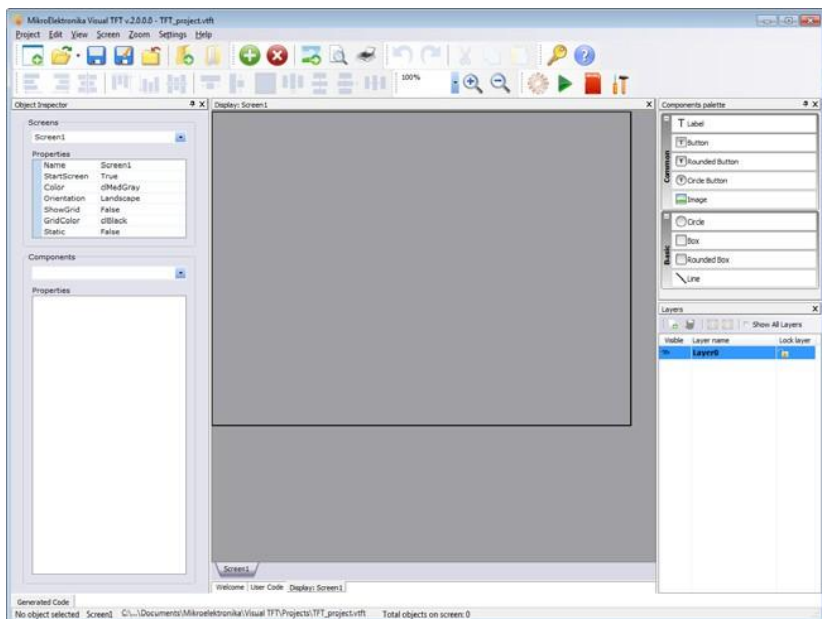 MikroElektronika Visual TFT v.2.0.0.0 - TFT_project.vtft
Project Edit View Screen Zoom Settings Help
100%
Object Inspector
Screens
Screen1
Properties
Name Screen1
StartScreen True
Color clMedGray
Orientation Landscape
ShowGrid False
GridColor clBlack
Static False
Components
Properties
Display: Screen1
Screen1
Welcome User Code Display: Screen1
Components palette
Common
T Label
Button
Rounded Button
Circle Button
Image
Basic
Circle
Box
Rounded Box
Line
Layers
Show All Layers
Visible Layer name Lock layer
Layer0
Generated Code
No object selected Screen1 C:\...\Documents\Mikroelektronika\Visual TFT\Projects\TFT_project.vtft Total objects on screen: 0